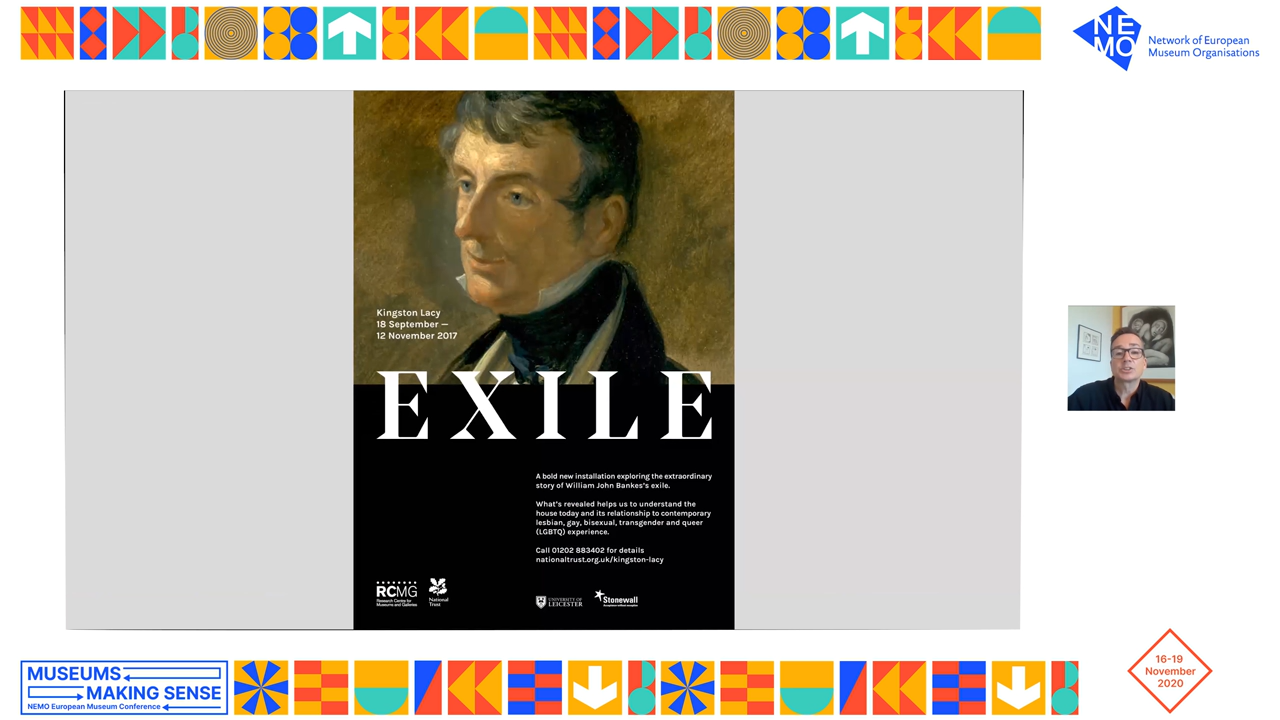 NE
MO
Network of European
Museum Organisations
Kingston Lacy
18 September —
12 November 2017
EXILE
A bold new installation exploring the extraordinary
story of William John Bankes's exile.
What's revealed helps us to understand the
house today and its relationship to contemporary
lesbian, gay, bisexual, transgender and queer
(LGBTQ) experience.
Call 01202 883402 for details
nationaltrust.org.uk/kingston-lacy
RCMG
Research Centre for
Museums and Galleries
National
Trust
UNIVERSITY OF
LEICESTER
Stonewall
MUSEUMS
MAKING SENSE
NEMO European Museum Conference
16-19
November
2020